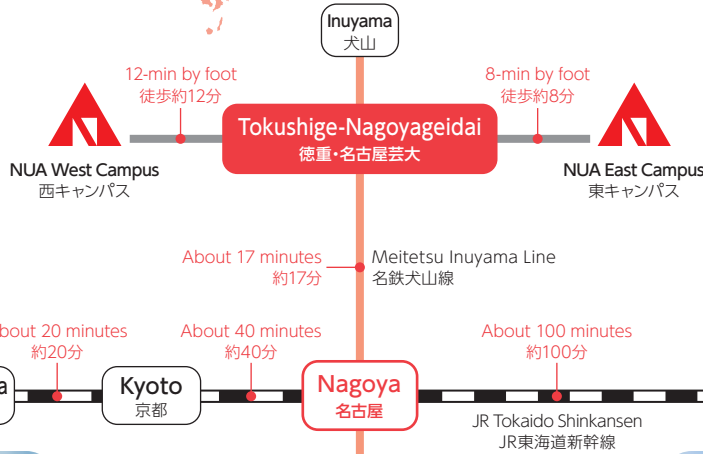 Inuyama
犬山
12-min by foot
徒歩約12分
8-min by foot
徒歩約8分
Tokushige-Nagoyageidai
徳重・名古屋芸大
NUA West Campus
西キャンパス
NUA East Campus
東キャンパス
About 17 minutes
約17分
Meitetsu Inuyama Line
名鉄犬山線
bout 20 minutes
約20分
About 40 minutes
約40分
About 100 minutes
約100分
a
Kyoto
京都
Nagoya
名古屋
JR Tokaido Shinkansen
JR東海道新幹線